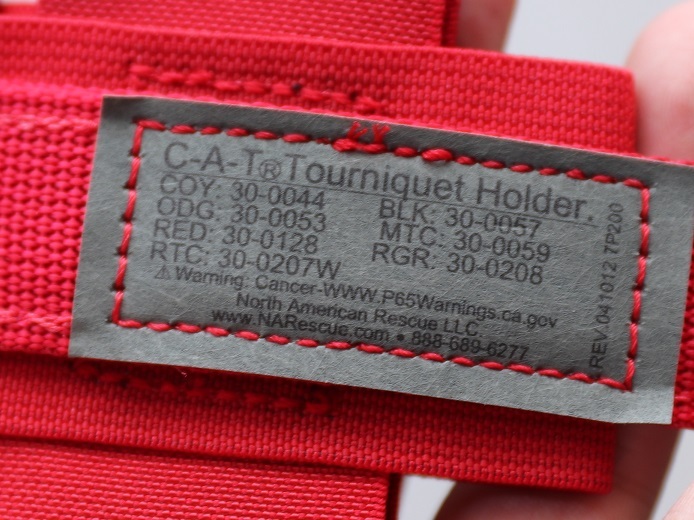 C-A-T® Tourniquet Holder.
COY: 30-0044 BLK: 30-0057
ODG: 30-0053 MTC: 30-0059
RED: 30-0128 RGR: 30-0208
RTC: 30-0207W
⚠Warning: Cancer-WWW.P65Warnings.ca.gov
North American Rescue LLC
www.NARescue.com • 888-689-6277
REV.041012 7P200